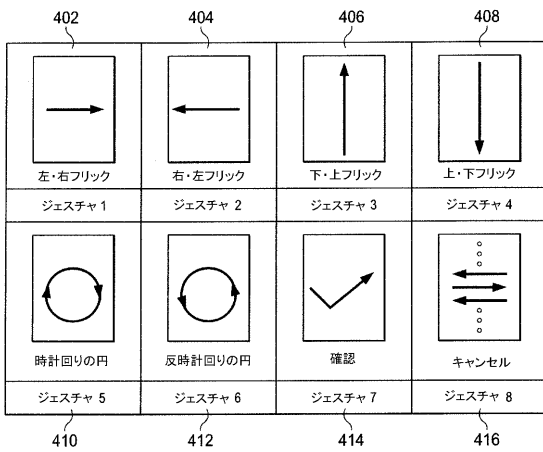 402
404
406
408
左・右フリック
右・左フリック
下・上フリック
上・下フリック
ジェスチャ 1
ジェスチャ 2
ジェスチャ 3
ジェスチャ 4
時計回りの円
反時計回りの円
確認
キャンセル
ジェスチャ 5
ジェスチャ 6
ジェスチャ 7
ジェスチャ 8
410
412
414
416